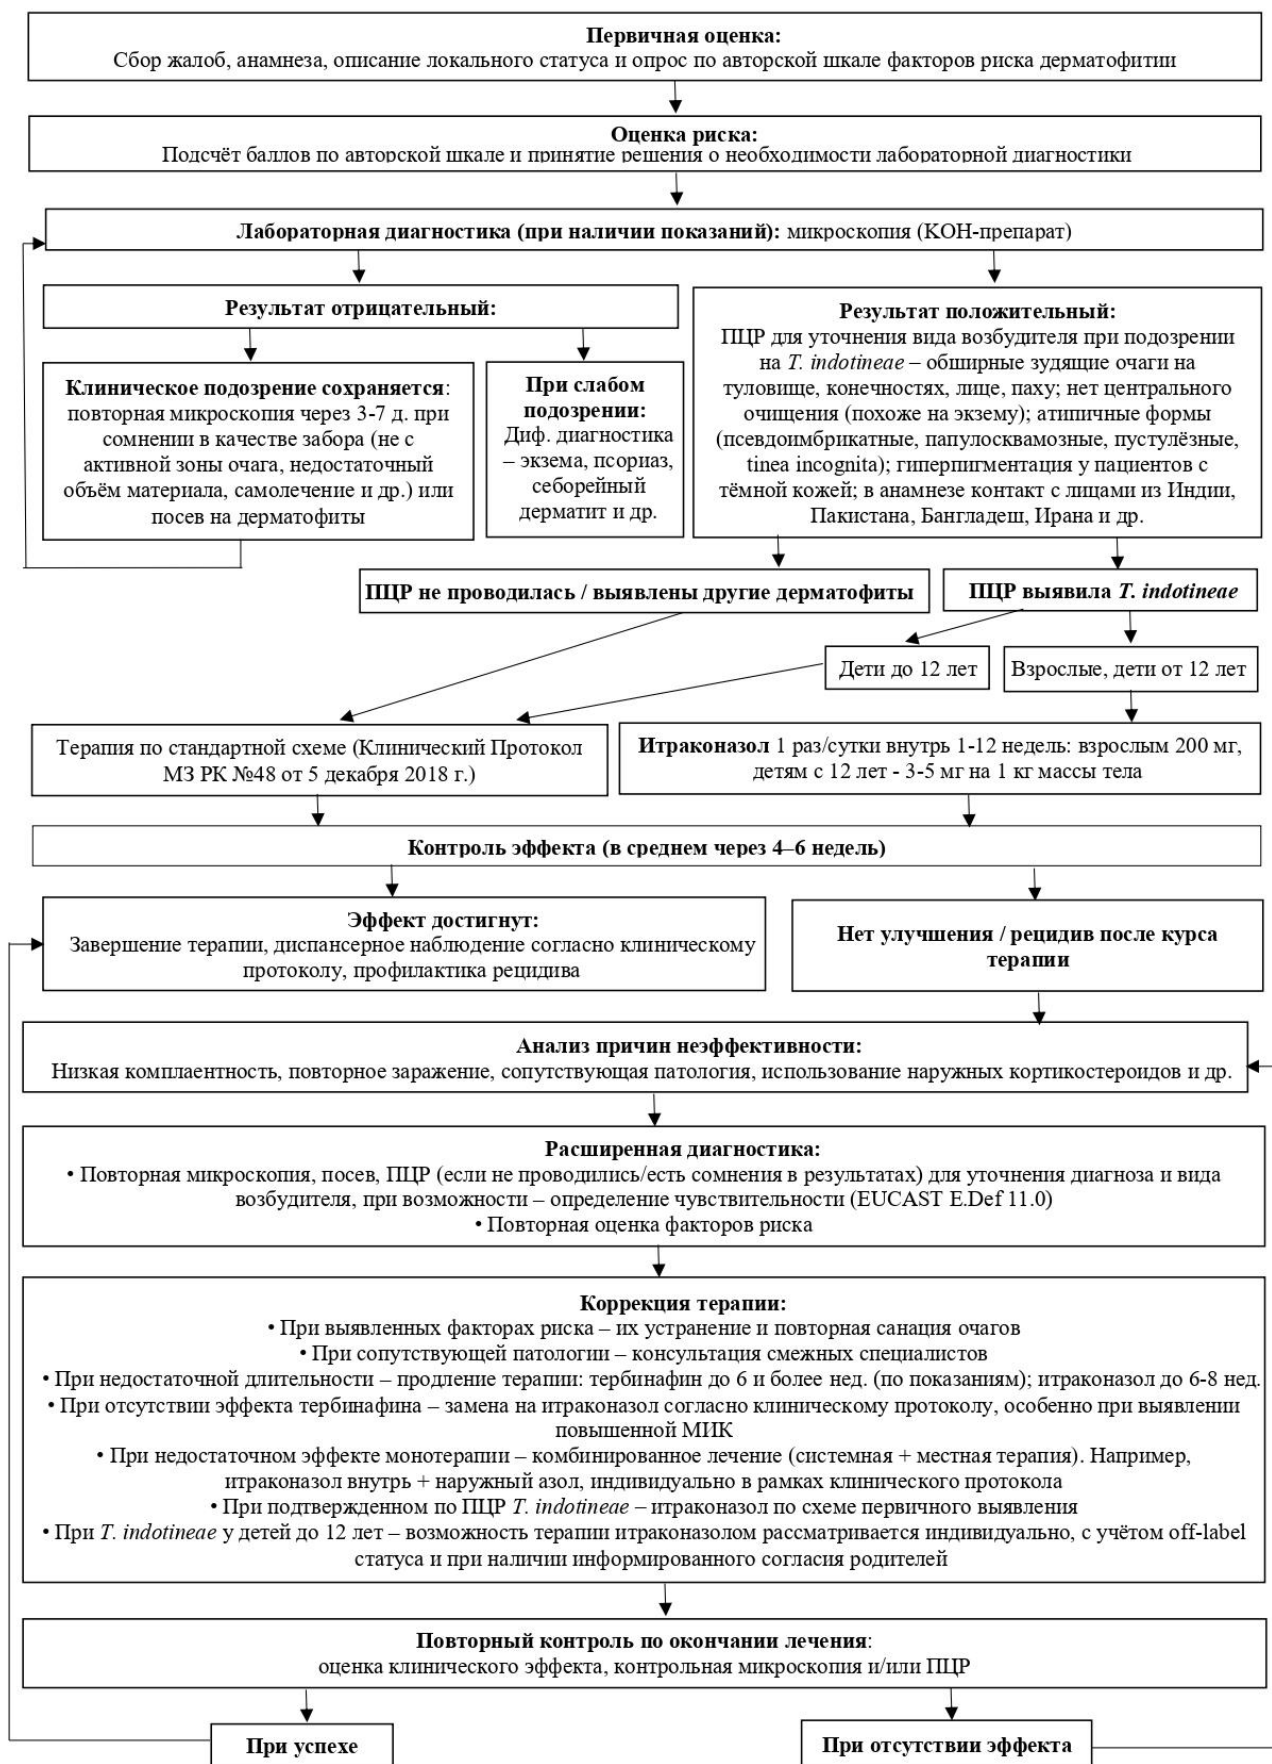 Первичная оценка:
Сбор жалоб, анамнеза, описание локального статуса и опрос по авторской шкале факторов риска дерматофитии
Оценка риска:
Подсчёт баллов по авторской шкале и принятие решения о необходимости лабораторной диагностики
Лабораторная диагностика (при наличии показаний): микроскопия (КОН-препарат)
Результат отрицательный:
Клиническое подозрение сохраняется:
повторная микроскопия через 3-7 д. при
сомнении в качестве забора (не с
активной зоны очага, недостаточный
объём материала, самолечение и др.) или
посев на дерматофиты
При слабом
подозрении:
Диф. диагностика
– экзема, псориаз,
себорейный
дерматит и др.
Результат положительный:
ПЦР для уточнения вида возбудителя при подозрении
на T. indotineae – обширные зудящие очаги на
туловище, конечностях, лице, паху; нет центрального
очищения (похоже на экзему); атипичные формы
(псевдоимбрикатные, папулосквамозные, пустулёзные,
tinea incognita); гиперпигментация у пациентов с
тёмной кожей; в анамнезе контакт с лицами из Индии,
Пакистана, Бангладеш, Ирана и др.
ПЦР не проводилась / выявлены другие дерматофиты
ПЦР выявила T. indotineae
Дети до 12 лет
Взрослые, дети от 12 лет
Терапия по стандартной схеме (Клинический Протокол
МЗ РК №48 от 5 декабря 2018 г.)
Итраконазол 1 раз/сутки внутрь 1-12 недель: взрослым 200 мг,
детям с 12 лет - 3-5 мг на 1 кг массы тела
Контроль эффекта (в среднем через 4–6 недель)
Эффект достигнут:
Завершение терапии, диспансерное наблюдение согласно клиническому
протоколу, профилактика рецидива
Нет улучшения / рецидив после курса
терапии
Анализ причин неэффективности:
Низкая комплаентность, повторное заражение, сопутствующая патология, использование наружных кортикостероидов и др.
Расширенная диагностика:
• Повторная микроскопия, посев, ПЦР (если не проводились/есть сомнения в результатах) для уточнения диагноза и вида
возбудителя, при возможности – определение чувствительности (EUCAST E.Def 11.0)
• Повторная оценка факторов риска
Коррекция терапии:
• При выявленных факторах риска – их устранение и повторная санация очагов
• При сопутствующей патологии – консультация смежных специалистов
• При недостаточной длительности – продление терапии: тербинафин до 6 и более нед. (по показаниям); итраконазол до 6-8 нед.
• При отсутствии эффекта тербинафина – замена на итраконазол согласно клиническому протоколу, особенно при выявлении
повышенной МИК
• При недостаточном эффекте монотерапии – комбинированное лечение (системная + местная терапия). Например,
итраконазол внутрь + наружный азол, индивидуально в рамках клинического протокола
• При подтвержденном по ПЦР T. indotineae – итраконазол по схеме первичного выявления
• При T. indotineae у детей до 12 лет – возможность терапии итраконазолом рассматривается индивидуально, с учётом off-label
статуса и при наличии информированного согласия родителей
Повторный контроль по окончании лечения:
оценка клинического эффекта, контрольная микроскопия и/или ПЦР
При успехе
При отсутствии эффекта